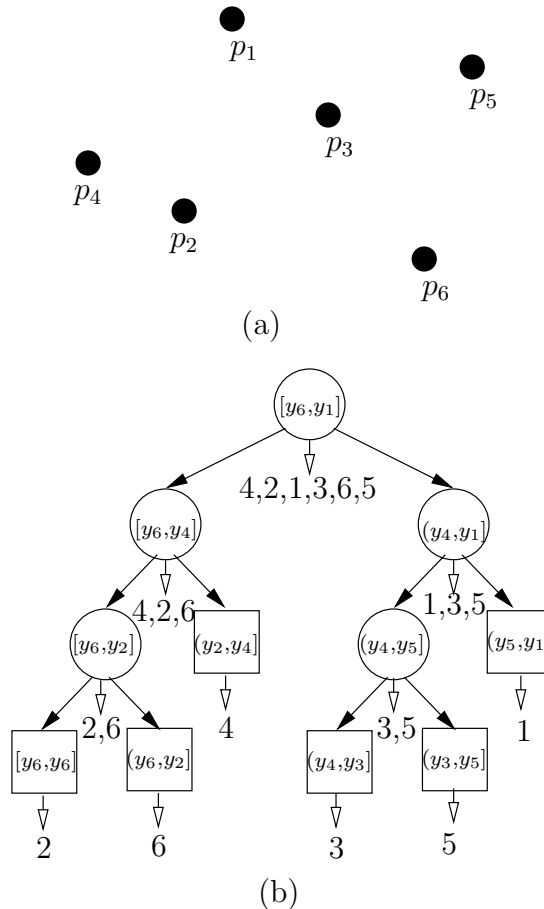 p1
p5
p3
p4
p2
p6
(a)
[y6,y1]
4,2,1,3,6,5
[y6,y4]
(y4,y1]
4,2,6
1,3,5
[y6,y2]
(y2,y4]
(y4,y5]
(y5,y1
2,6
4
3,5
1
[y6,y6]
(y6,y2]
(y4,y3]
(y3,y5]
2
6
3
5
(b)